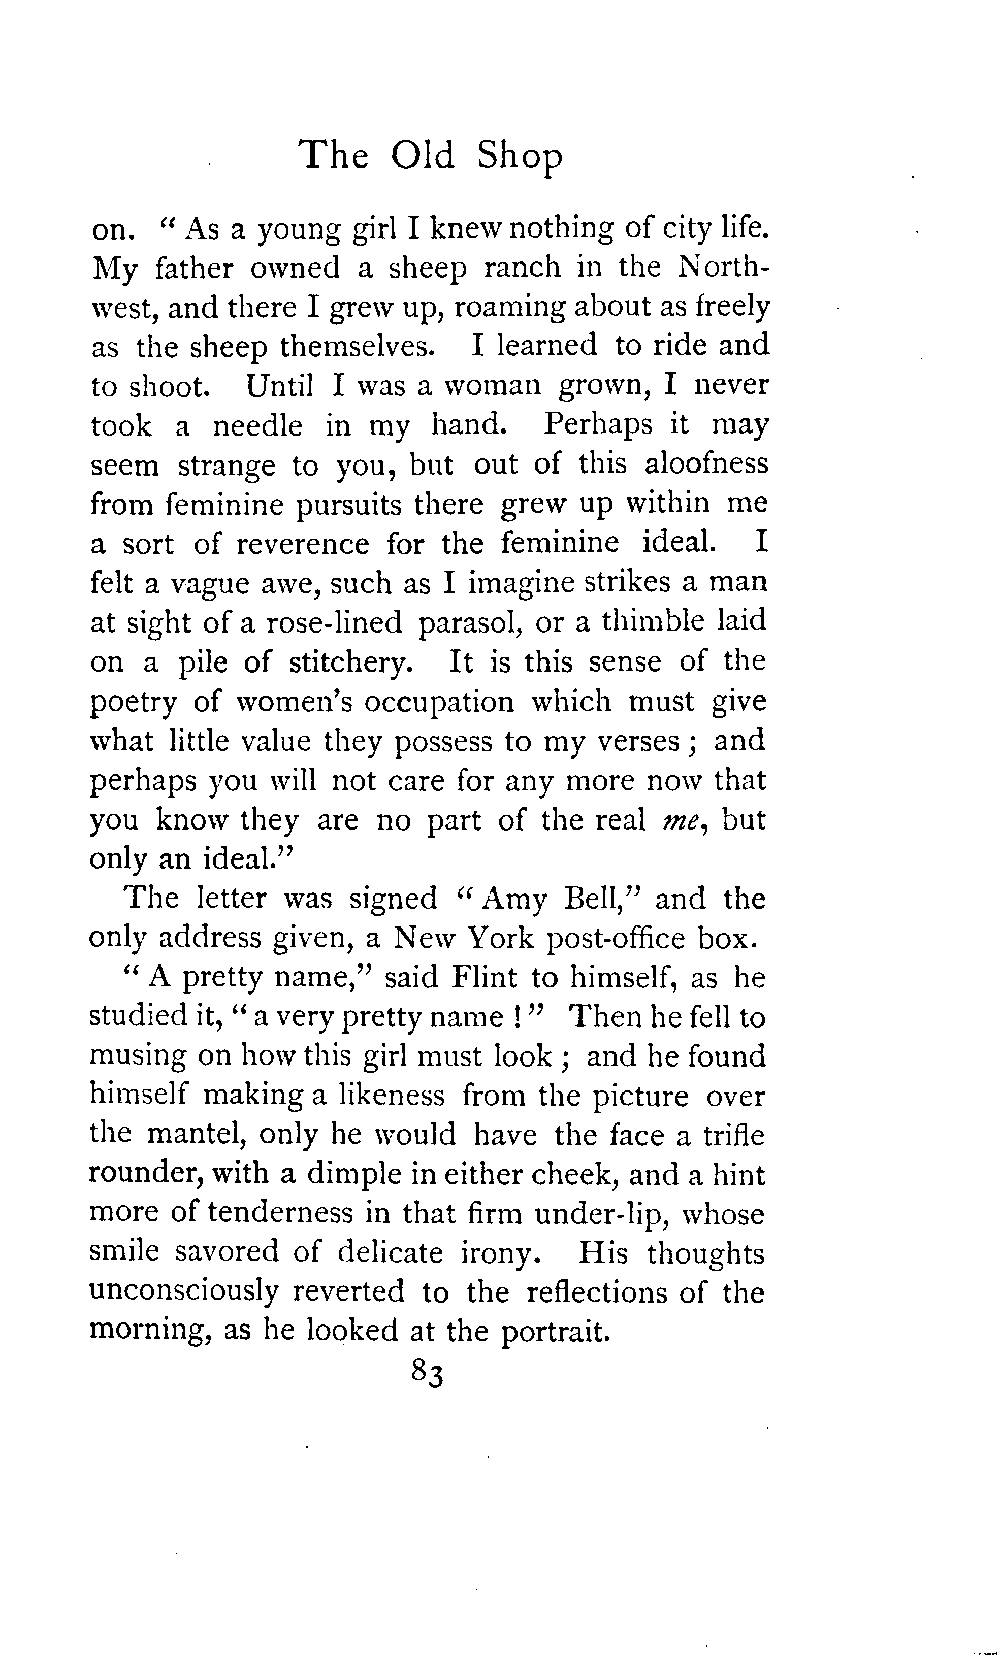 The Old Shop
on. " As a young girl I knew nothing of city life.
My father owned a sheep ranch in the North-
west, and there I grew up, roaming about as freely
as the sheep themselves. I learned to ride and
to shoot. Until I was a woman grown, I never
took a needle in my hand. Perhaps it may
seem strange to you, but out of this aloofness
from feminine pursuits there grew up within me
a sort of reverence for the feminine ideal. I
felt a vague awe, such as I imagine strikes a man
at sight of a rose-lined parasol, or a thimble laid
on a pile of stitchery. It is this sense of the
poetry of women's occupation which must give
what little value they possess to my verses ; and
perhaps you will not care for any more now that
you know they are no part of the real me, but
only an ideal."
The letter was signed " Amy Bell," and the
only address given, a New York post-office box.
" A pretty name," said Flint to himself, as he
studied it, " a very pretty name ! " Then he fell to
musing on how this girl must look ; and he found
himself making a likeness from the picture over
the mantel, only he would have the face a trifle
rounder, with a dimple in either cheek, and a hint
more of tenderness in that firm under-lip, whose
smile savored of delicate irony. His thoughts
unconsciously reverted to the reflections of the
morning, as he looked at the portrait.
83